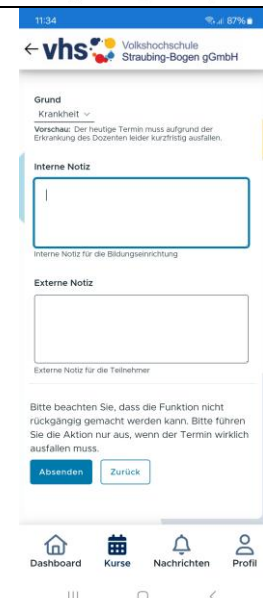 11:34
87%
vhs
Volkshochschule
Straubing-Bogen gGmbH
Grund
Krankheit
Vorschau: Der heutige Termin muss aufgrund der
Erkrankung des Dozenten leider kurzfristig ausfallen.
Interne Notiz
Interne Notiz für die Bildungseinrichtung
Externe Notiz
Externe Notiz für die Teilnehmer
Bitte beachten Sie, dass die Funktion nicht
rückgängig gemacht werden kann. Bitte führen
Sie die Aktion nur aus, wenn der Termin wirklich
ausfallen muss.
Absenden Zurück
Dashboard Kurse Nachrichten Profil